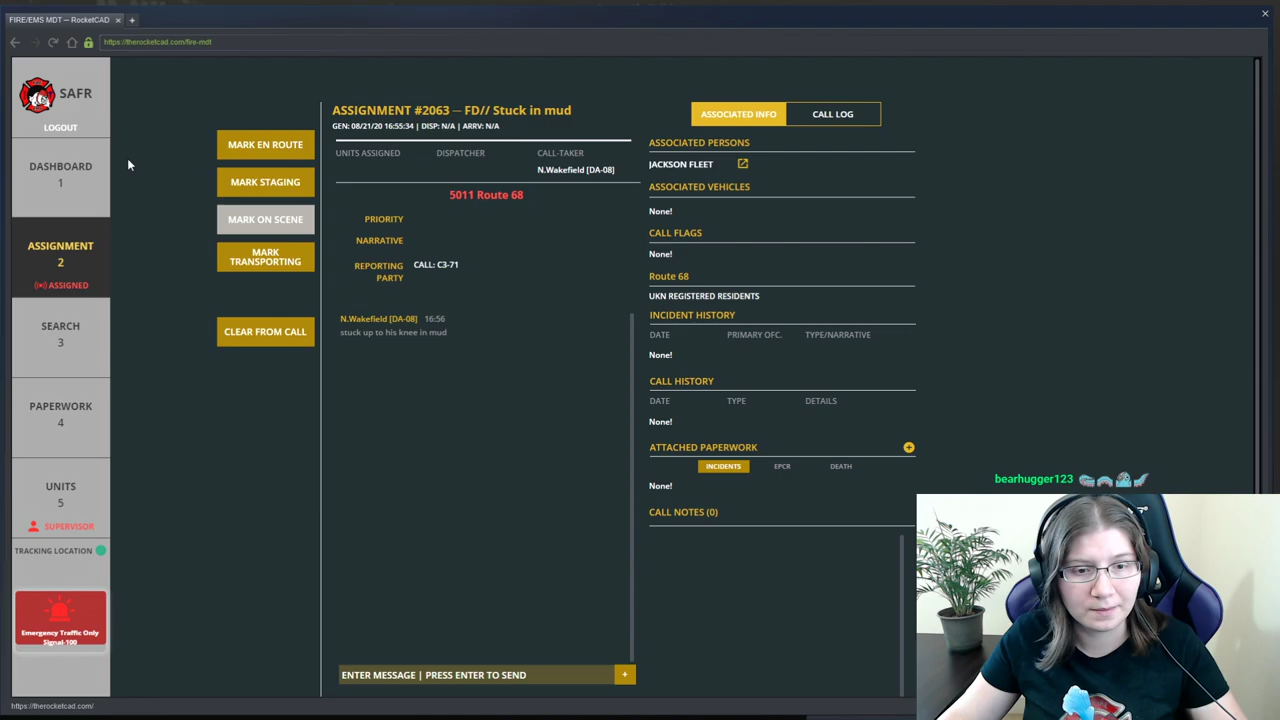 FIRE/EMS MDT — RocketCAD
https://therocketcad.com/fire-mdt
SAFR
LOGOUT
DASHBOARD
1
ASSIGNMENT
2
ASSIGNED
SEARCH
3
PAPERWORK
4
UNITS
5
SUPERVISOR
TRACKING LOCATION
Emergency Traffic Only
Signal-100
MARK EN ROUTE
MARK STAGING
MARK ON SCENE
MARK
TRANSPORTING
CLEAR FROM CALL
ASSIGNMENT #2063 — FD// Stuck in mud
GEN: 08/21/20 16:55:34 | DISP: N/A | ARRV: N/A
UNITS ASSIGNED DISPATCHER CALL-TAKER
N.Wakefield [DA-08]
5011 Route 68
PRIORITY
NARRATIVE
REPORTING
PARTY
CALL: C3-71
N.Wakefield [DA-08] 16:56
stuck up to his knee in mud
ENTER MESSAGE | PRESS ENTER TO SEND
+
ASSOCIATED INFO CALL LOG
ASSOCIATED PERSONS
JACKSON FLEET
ASSOCIATED VEHICLES
None!
CALL FLAGS
None!
Route 68
UKN REGISTERED RESIDENTS
INCIDENT HISTORY
DATE PRIMARY OFC. TYPE/NARRATIVE
None!
CALL HISTORY
DATE TYPE DETAILS
None!
ATTACHED PAPERWORK
INCIDENTS EPCR DEATH
None!
CALL NOTES (0)
bearhugger123
https://therocketcad.com/